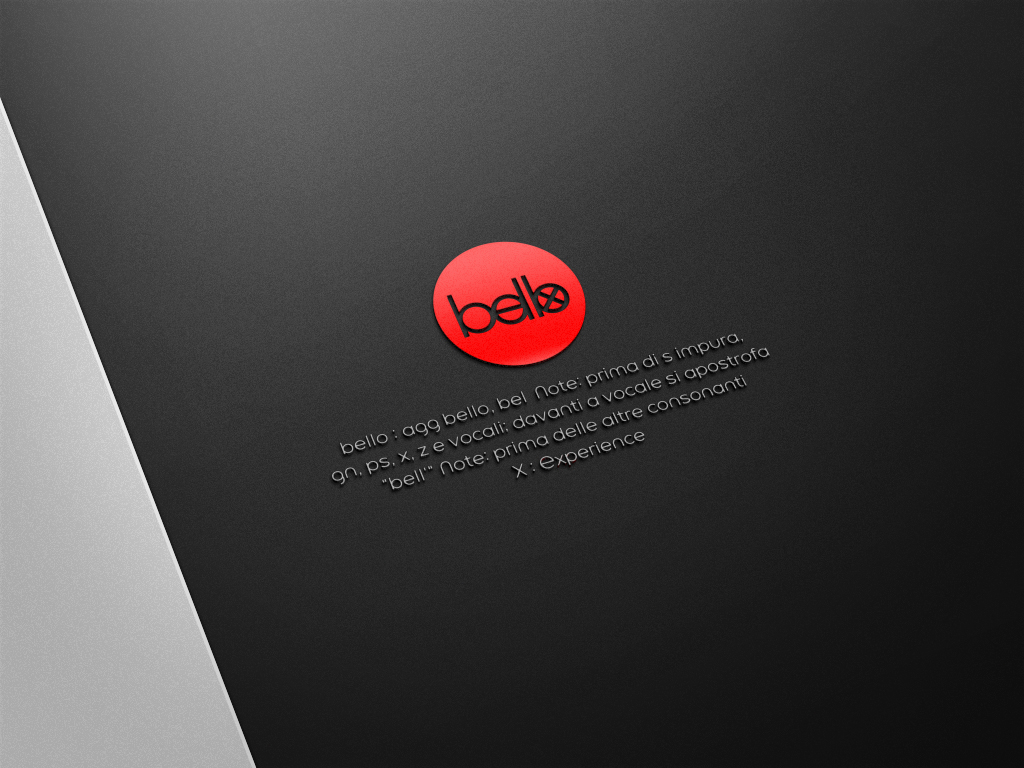 bello
bello : agg bello, bel Note: prima di s impura,
gn, ps, x, z e vocali; davanti a vocale si apostrofa
“bell’” Note: prima delle altre consonanti
X : Experience